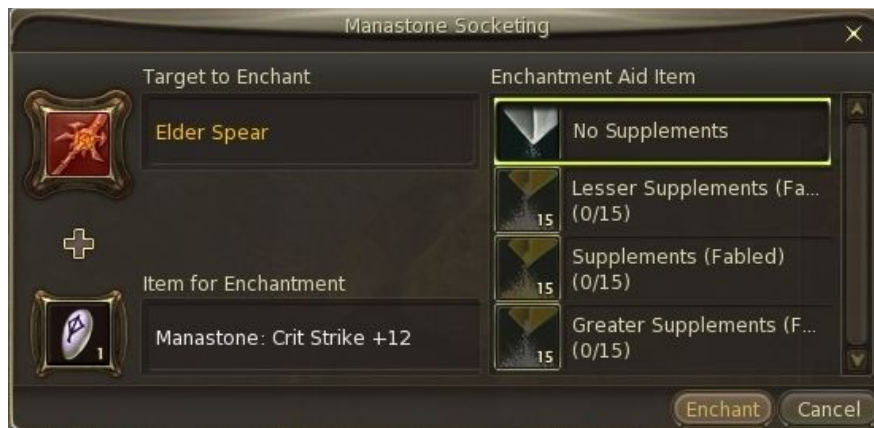 Manastone Socketing
Target to Enchant
Elder Spear
Item for Enchantment
1
Manastone: Crit Strike +12
Enchantment Aid Item
No Supplements
15
Lesser Supplements (Fa...
(0/15)
15
Supplements (Fabled)
(0/15)
15
Greater Supplements (F...
(0/15)
Enchant
Cancel